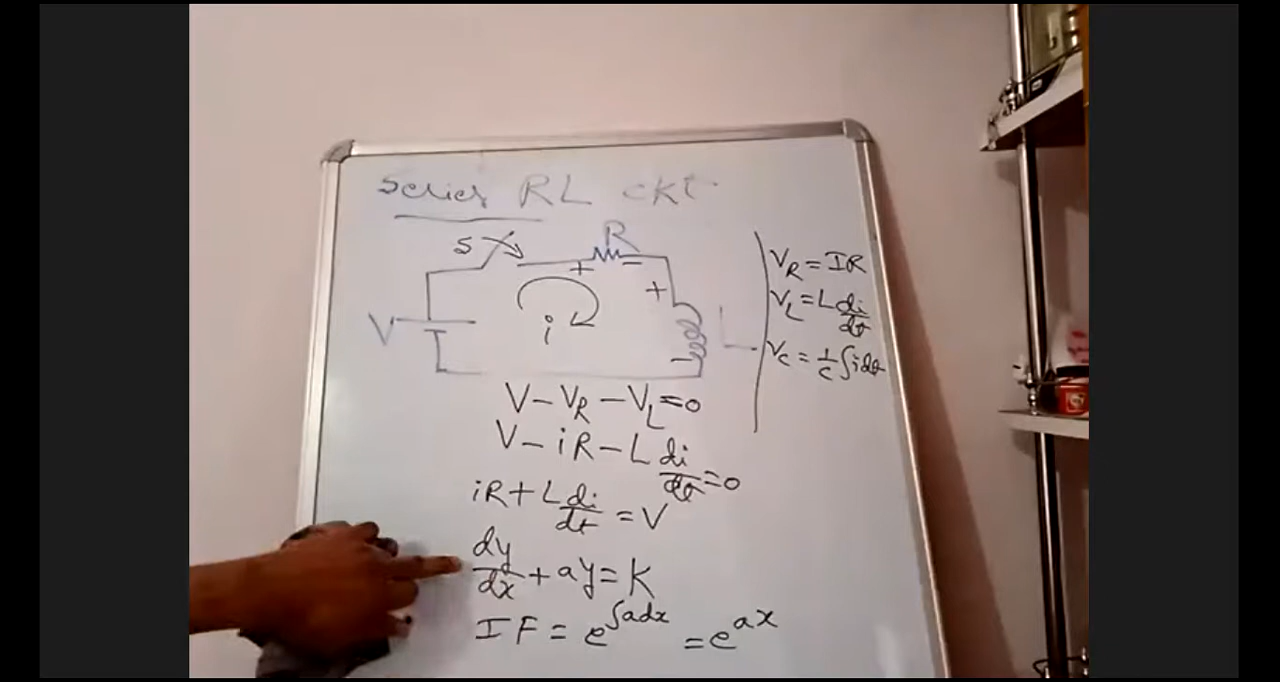 Series RL ckt
S
R
+ -
+
V
i
L
-
V_R = IR
V_L = L di/dt
V_C = 1/C ∫idt
V - V_R - V_L = 0
V - iR - L di/dt = 0
iR + L di/dt = V
dy/dx + ay = K
IF = e^∫adx = e^ax